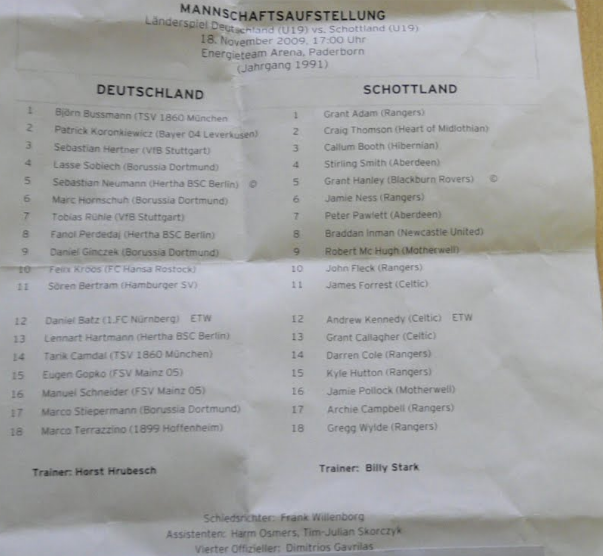 MANNSCHAFTSAUFSTELLUNG
Länderspiel Deutschland (U19) vs. Schottland (U19)
18. November 2009, 17:00 Uhr
Energieteam Arena, Paderborn
(Jahrgang 1991)
DEUTSCHLAND
1 Björn Bussmann (TSV 1860 München
2 Patrick Koronkiewicz (Bayer 04 Leverkusen)
3 Sebastian Hertner (VfB Stuttgart)
4 Lasse Sobiech (Borussia Dortmund)
5 Sebastian Neumann (Hertha BSC Berlin) ©
6 Marc Hornschuh (Borussia Dortmund)
7 Tobias Rühle (VfB Stuttgart)
8 Fanol Perdedaj (Hertha BSC Berlin)
9 Daniel Ginczek (Borussia Dortmund)
10 Felix Kroos (FC Hansa Rostock)
11 Sören Bertram (Hamburger SV)
12 Daniel Batz (1.FC Nürnberg) ETW
13 Lennart Hartmann (Hertha BSC Berlin)
14 Tarik Camdal (TSV 1860 München)
15 Eugen Gopko (FSV Mainz 05)
16 Manuel Schneider (FSV Mainz 05)
17 Marco Stiepermann (Borussia Dortmund)
18 Marco Terrazzino (1899 Hoffenheim)
Trainer: Horst Hrubesch
SCHOTTLAND
1 Grant Adam (Rangers)
2 Craig Thomson (Heart of Midlothian)
3 Callum Booth (Hibernian)
4 Stirling Smith (Aberdeen)
5 Grant Hanley (Blackburn Rovers) ©
6 Jamie Ness (Rangers)
7 Peter Pawlett (Aberdeen)
8 Braddan Inman (Newcastle United)
9 Robert Mc Hugh (Motherwell)
10 John Fleck (Rangers)
11 James Forrest (Celtic)
12 Andrew Kennedy (Celtic) ETW
13 Grant Callagher (Celtic)
14 Darren Cole (Rangers)
15 Kyle Hutton (Rangers)
16 Jamie Pollock (Motherwell)
17 Archie Campbell (Rangers)
18 Gregg Wylde (Rangers)
Trainer: Billy Stark
Schiedsrichter: Frank Willenborg
Assistenten: Harm Osmers, Tim-Julian Skorczyk
Vierter Offizieller: Dimitrios Gavrilas